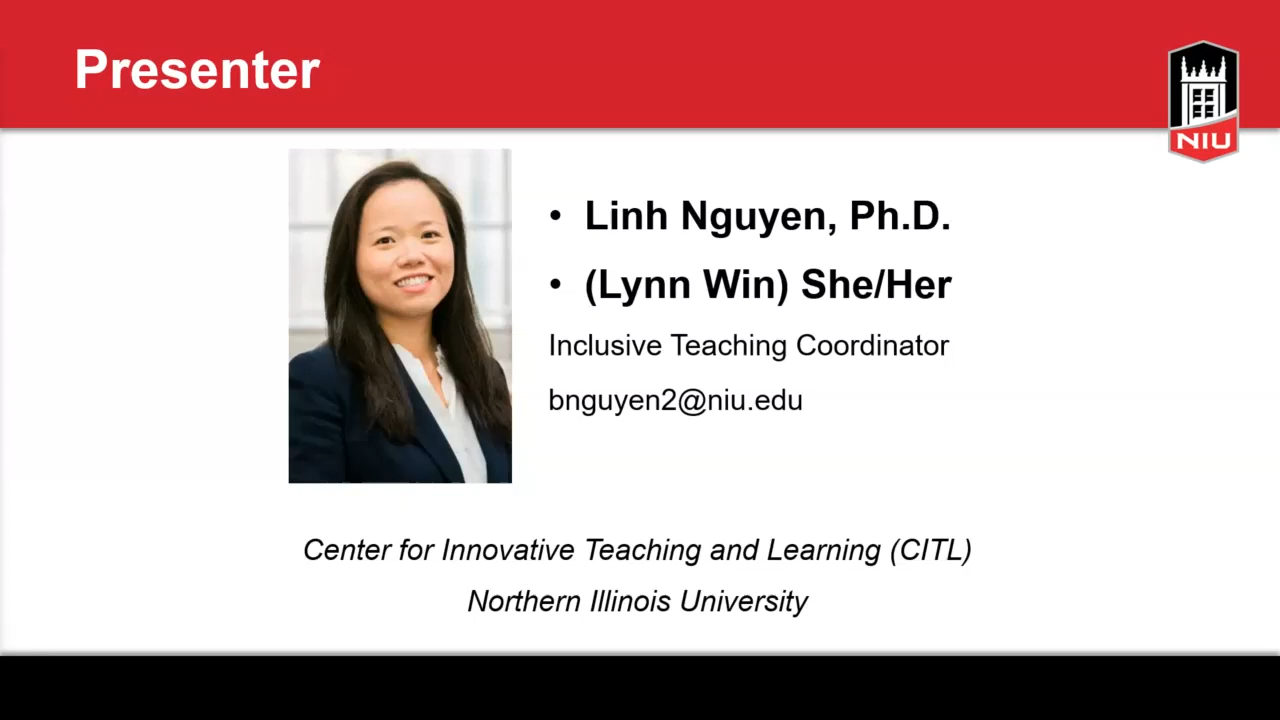 Presenter
NIU
• Linh Nguyen, Ph.D.
• (Lynn Win) She/Her
Inclusive Teaching Coordinator
bnguyen2@niu.edu
Center for Innovative Teaching and Learning (CITL)
Northern Illinois University